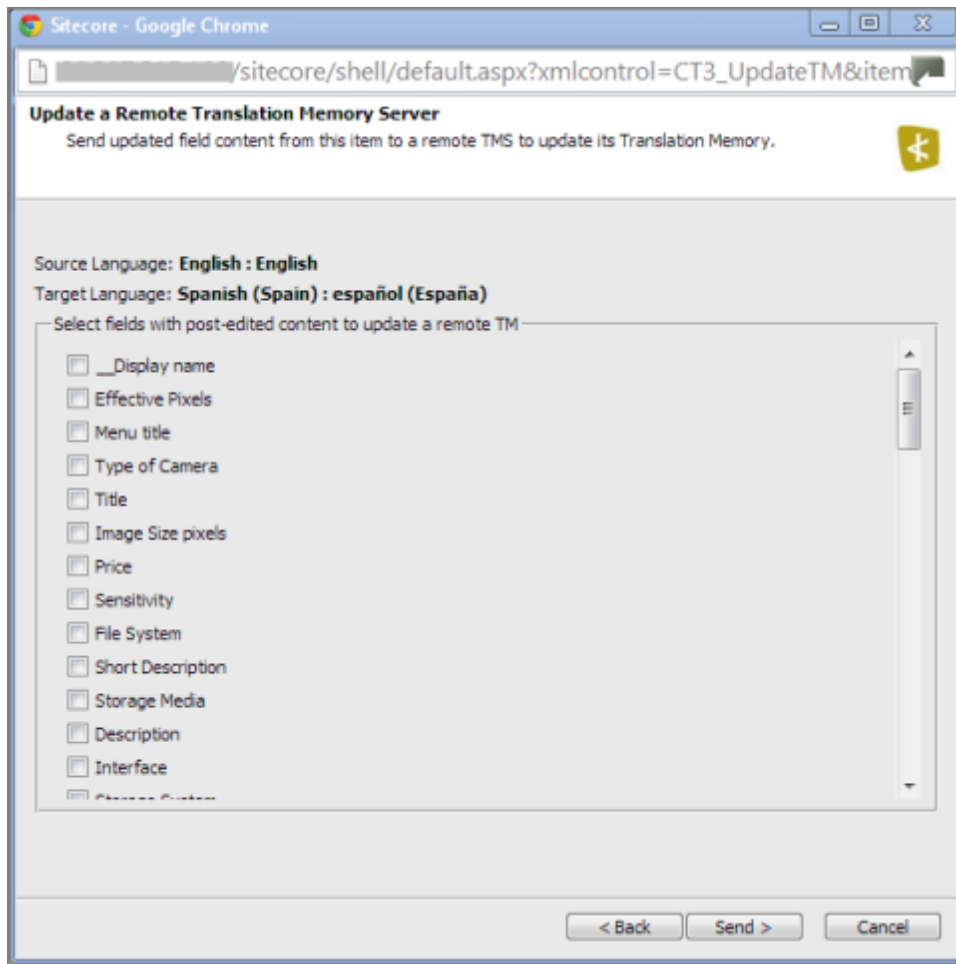 Sitecore - Google Chrome
/sitecore/shell/default.aspx?xmlcontrol=CT3_UpdateTM&item
Update a Remote Translation Memory Server
Send updated field content from this item to a remote TMS to update its Translation Memory.
Source Language: English : English
Target Language: Spanish (Spain) : español (España)
Select fields with post-edited content to update a remote TM
__Display name
Effective Pixels
Menu title
Type of Camera
Title
Image Size pixels
Price
Sensitivity
File System
Short Description
Storage Media
Description
Interface
< Back Send > Cancel